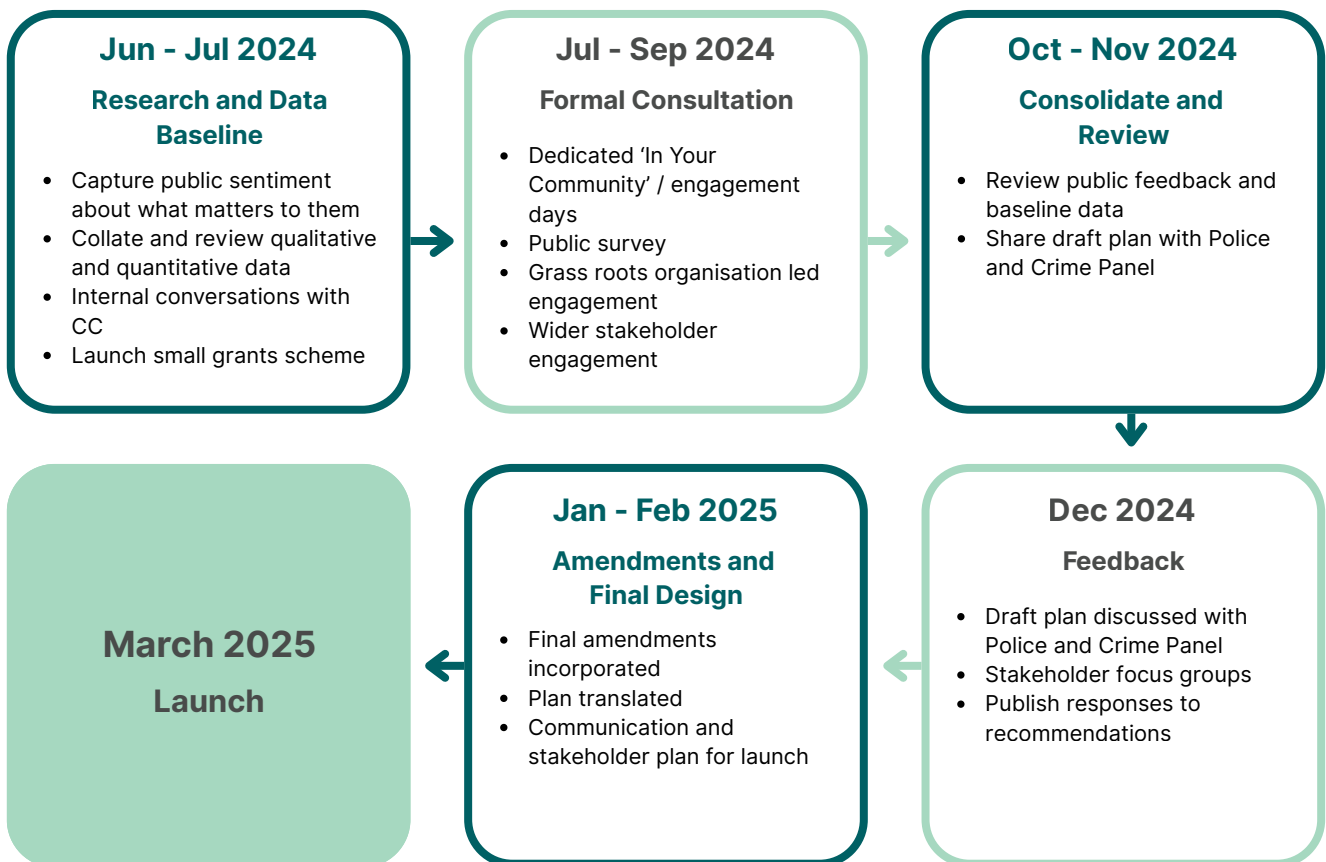 Jun - Jul 2024
Research and Data
Baseline
• Capture public sentiment
about what matters to them
• Collate and review qualitative
and quantitative data
• Internal conversations with
CC
• Launch small grants scheme
Jul - Sep 2024
Formal Consultation
• Dedicated ‘In Your
Community’ / engagement
days
• Public survey
• Grass roots organisation led
engagement
• Wider stakeholder
engagement
Oct - Nov 2024
Consolidate and
Review
• Review public feedback and
baseline data
• Share draft plan with Police
and Crime Panel
Dec 2024
Feedback
• Draft plan discussed with
Police and Crime Panel
• Stakeholder focus groups
• Publish responses to
recommendations
Jan - Feb 2025
Amendments and
Final Design
• Final amendments
incorporated
• Plan translated
• Communication and
stakeholder plan for launch
March 2025
Launch